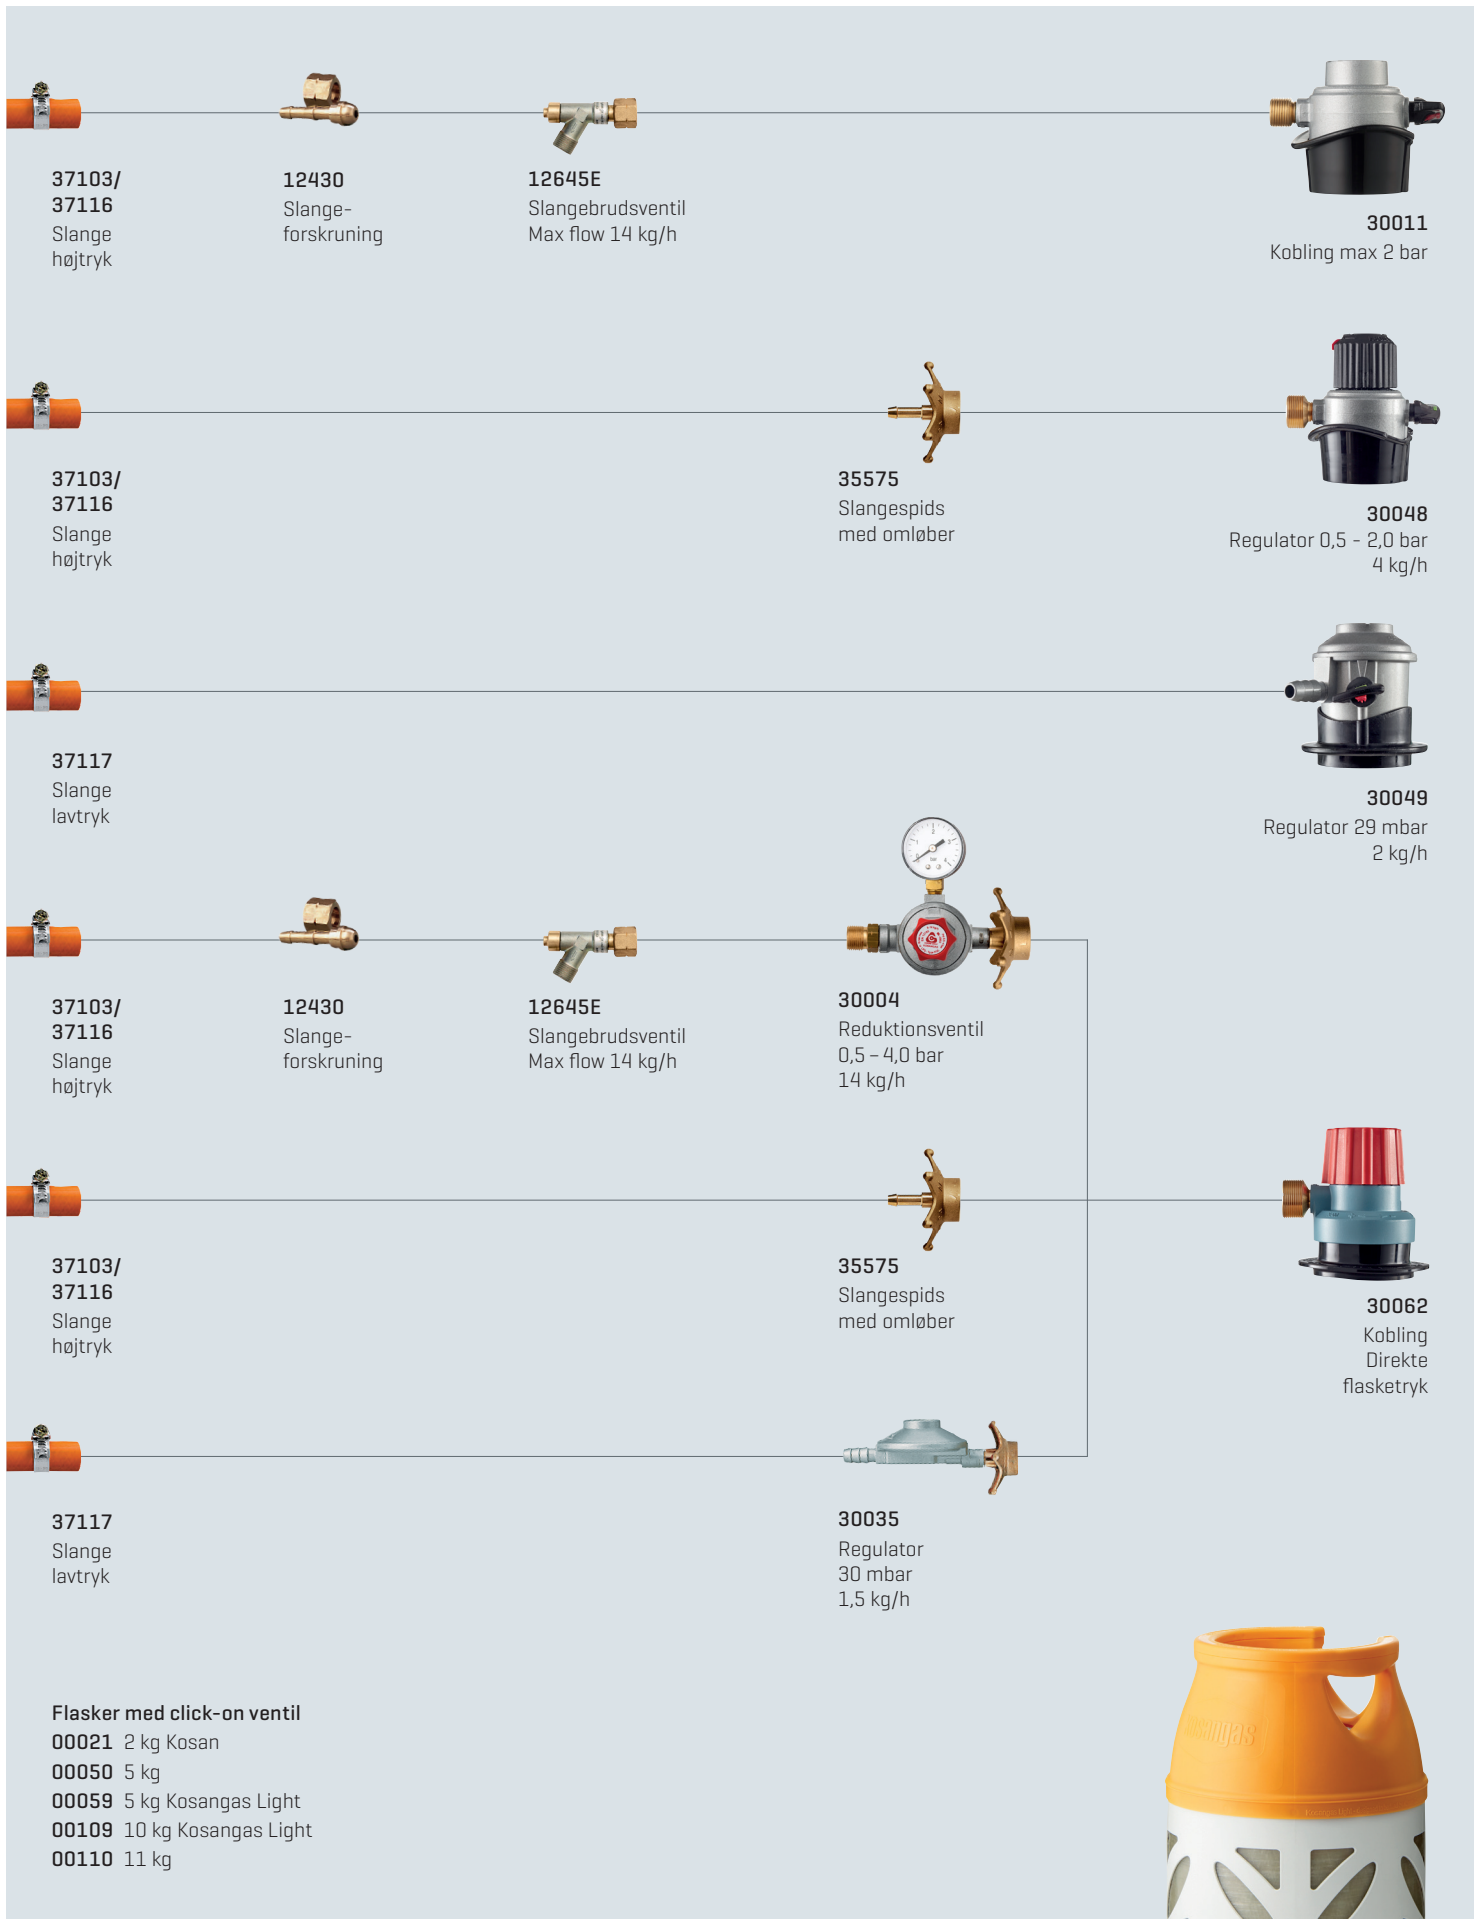 37103/
37116
Slange
højtryk
12430
Slange-
forskruning
12645E
Slangebrudsventil
Max flow 14 kg/h
30011
Kobling max 2 bar
37103/
37116
Slange
højtryk
35575
Slangespids
med omløber
30048
Regulator 0,5 - 2,0 bar
4 kg/h
37117
Slange
lavtryk
30049
Regulator 29 mbar
2 kg/h
37103/
37116
Slange
højtryk
12430
Slange-
forskruning
12645E
Slangebrudsventil
Max flow 14 kg/h
30004
Reduktionsventil
0,5 – 4,0 bar
14 kg/h
37103/
37116
Slange
højtryk
35575
Slangespids
med omløber
30062
Kobling
Direkte
flasketryk
37117
Slange
lavtryk
30035
Regulator
30 mbar
1,5 kg/h
Flasker med click-on ventil
00021 2 kg Kosan
00050 5 kg
00059 5 kg Kosangas Light
00109 10 kg Kosangas Light
00110 11 kg
kosangas